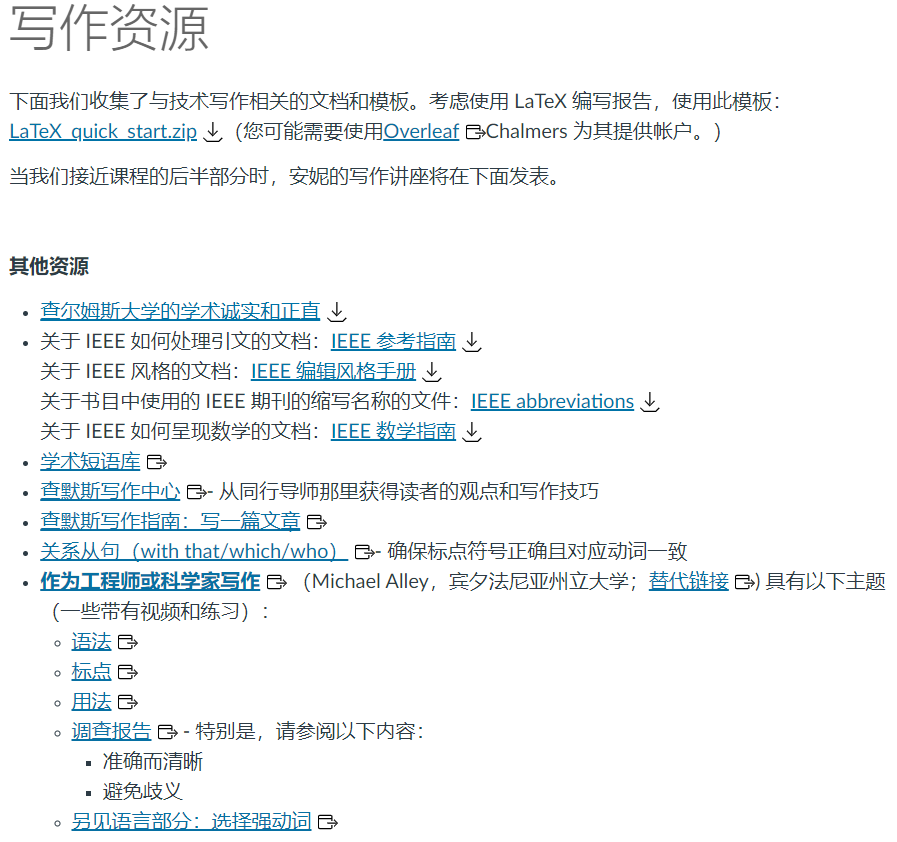 写作资源
下面我们收集了与技术写作相关的文档和模板。考虑使用 LaTeX 编写报告，使用此模板：
LaTeX_quick_start.zip（您可能需要使用Overleaf Chalmers 为其提供帐户。）
当我们接近课程的后半部分时，安妮的写作讲座将在下面发表。
其他资源
查尔姆斯大学的学术诚实和正直
关于 IEEE 如何处理引文的文档：IEEE 参考指南
关于 IEEE 风格的文档：IEEE 编辑风格手册
关于书目中使用的 IEEE 期刊的缩写名称的文件：IEEE abbreviations
关于 IEEE 如何呈现数学的文档：IEEE 数学指南
学术短语库
查默斯写作中心 - 从同行导师那里获得读者的观点和写作技巧
查默斯写作指南：写一篇文章
关系从句（with that/which/who） - 确保标点符号正确且对应动词一致
作为工程师或科学家写作 （Michael Alley，宾夕法尼亚州立大学；替代链接 ) 具有以下主题
（一些带有视频和练习）：
语法
标点
用法
调查报告 - 特别是，请参阅以下内容：
准确而清晰
避免歧义
另见语言部分：选择强动词